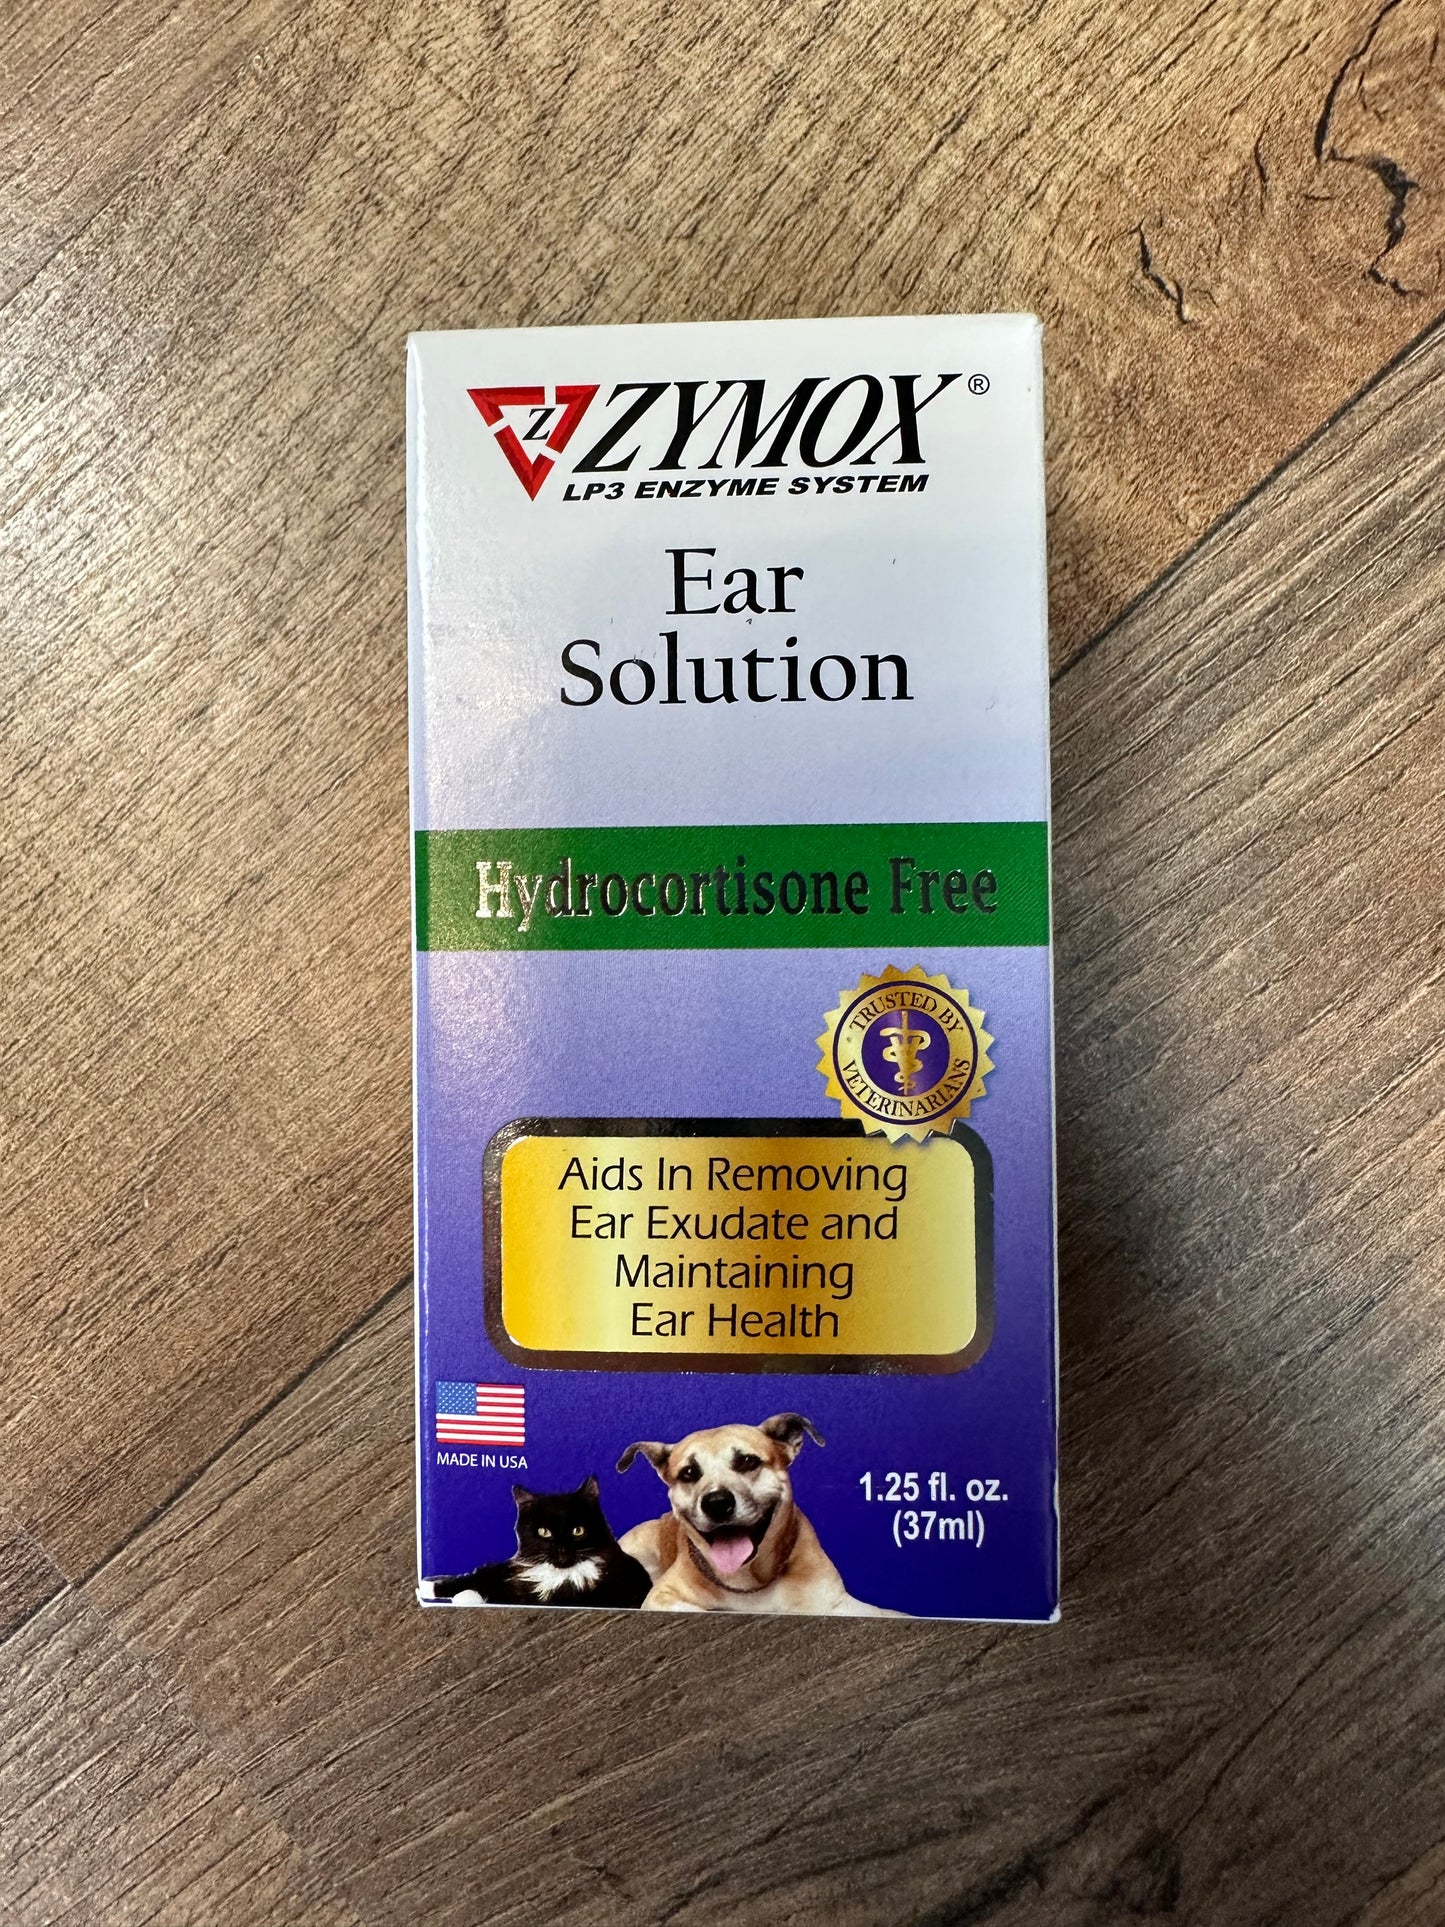 Z ZYMOX®
LP3 ENZYME SYSTEM
Ear
Solution
Hydrocortisone Free
TRUSTED BY
VETERINARIANS
Aids In Removing
Ear Exudate and
Maintaining
Ear Health
MADE IN USA
1.25 fl. oz.
(37ml)